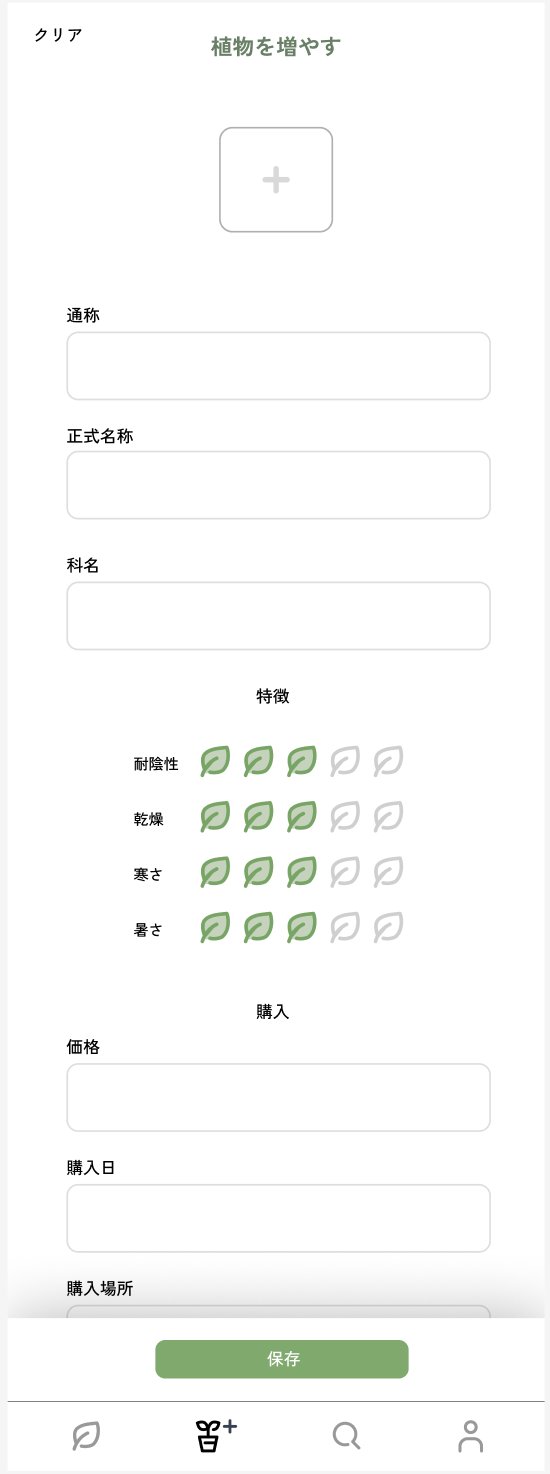 クリア
植物を増やす
通称
正式名称
科名
特徴
耐陰性
乾燥
寒さ
暑さ
購入
価格
購入日
購入場所
保存